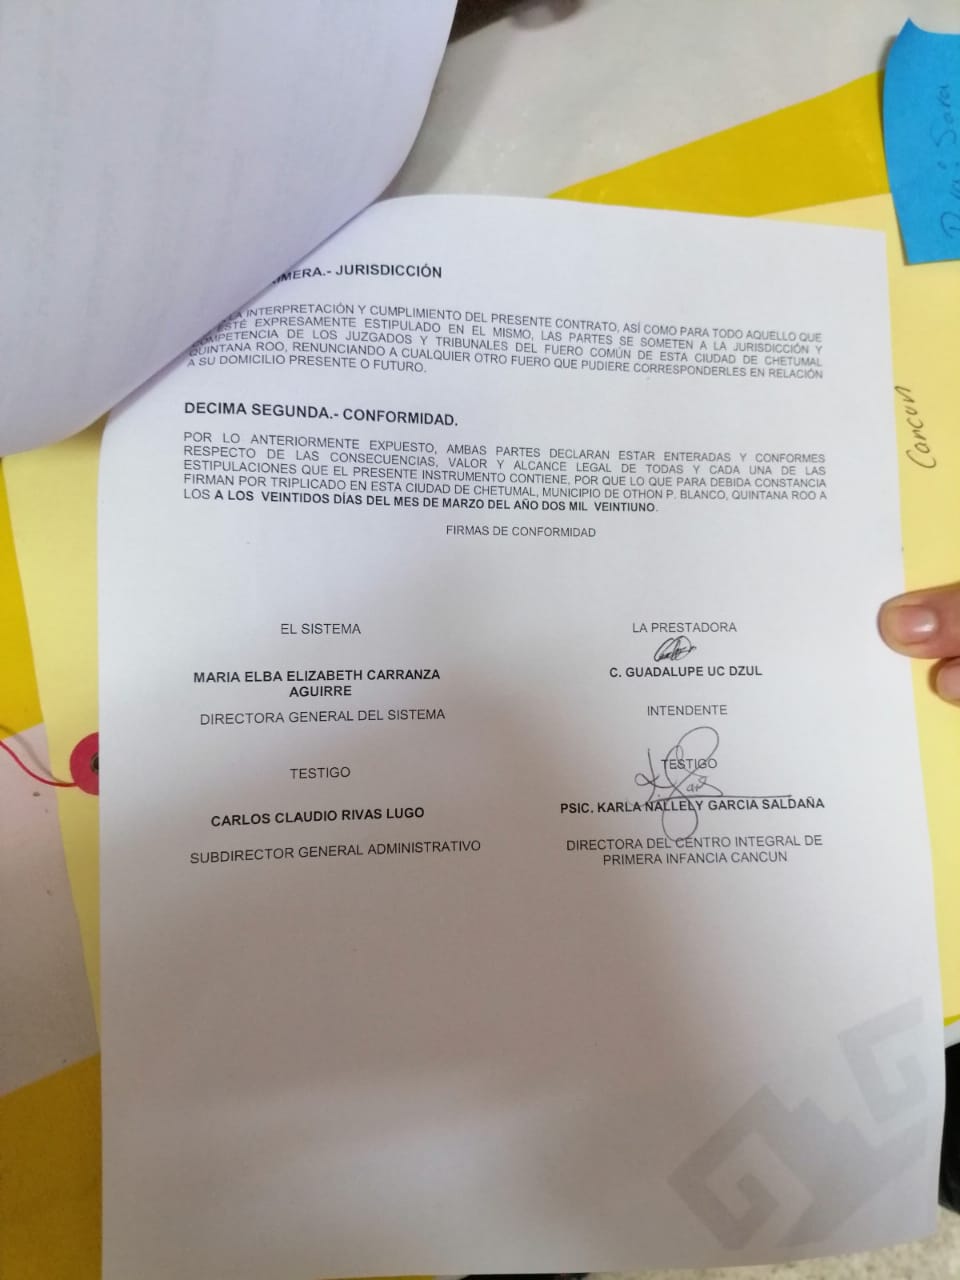 IMERA.- JURISDICCIÓN
LA INTERPRETACIÓN Y CUMPLIMIENTO DEL PRESENTE CONTRATO, ASÍ COMO PARA TODO AQUELLO QUE
ESTÉ EXPRESAMENTE ESTIPULADO EN EL MISMO, LAS PARTES SE SOMETEN A LA JURISDICCIÓN Y
COMPETENCIA DE LOS JUZGADOS Y TRIBUNALES DEL FUERO COMÚN DE ESTA CIUDAD DE CHETUMAL
QUINTANA ROO, RENUNCIANDO A CUALQUIER OTRO FUERO QUE PUDIERE CORRESPONDERLES EN RELACIÓN
A SU DOMICILIO PRESENTE O FUTURO.
DECIMA SEGUNDA.- CONFORMIDAD.
POR LO ANTERIORMENTE EXPUESTO, AMBAS PARTES DECLARAN ESTAR ENTERADAS Y CONFORMES
RESPECTO DE LAS CONSECUENCIAS, VALOR Y ALCANCE LEGAL DE TODAS Y CADA UNA DE LAS
ESTIPULACIONES QUE EL PRESENTE INSTRUMENTO CONTIENE, POR QUE LO QUE PARA DEBIDA CONSTANCIA
FIRMAN POR TRIPLICADO EN ESTA CIUDAD DE CHETUMAL, MUNICIPIO DE OTHON P. BLANCO, QUINTANA ROO A
LOS A LOS VEINTIDOS DÍAS DEL MES DE MARZO DEL AÑO DOS MIL VEINTIUNO.
FIRMAS DE CONFORMIDAD
EL SISTEMA
MARIA ELBA ELIZABETH CARRANZA
AGUIRRE
DIRECTORA GENERAL DEL SISTEMA
TESTIGO
CARLOS CLAUDIO RIVAS LUGO
SUBDIRECTOR GENERAL ADMINISTRATIVO
LA PRESTADORA
C. GUADALUPE UC DZUL
INTENDENTE
TESTIGO
PSIC. KARLA NALLELY GARCIA SALDAÑA
DIRECTORA DEL CENTRO INTEGRAL DE
PRIMERA INFANCIA CANCUN
Cancun
Sara